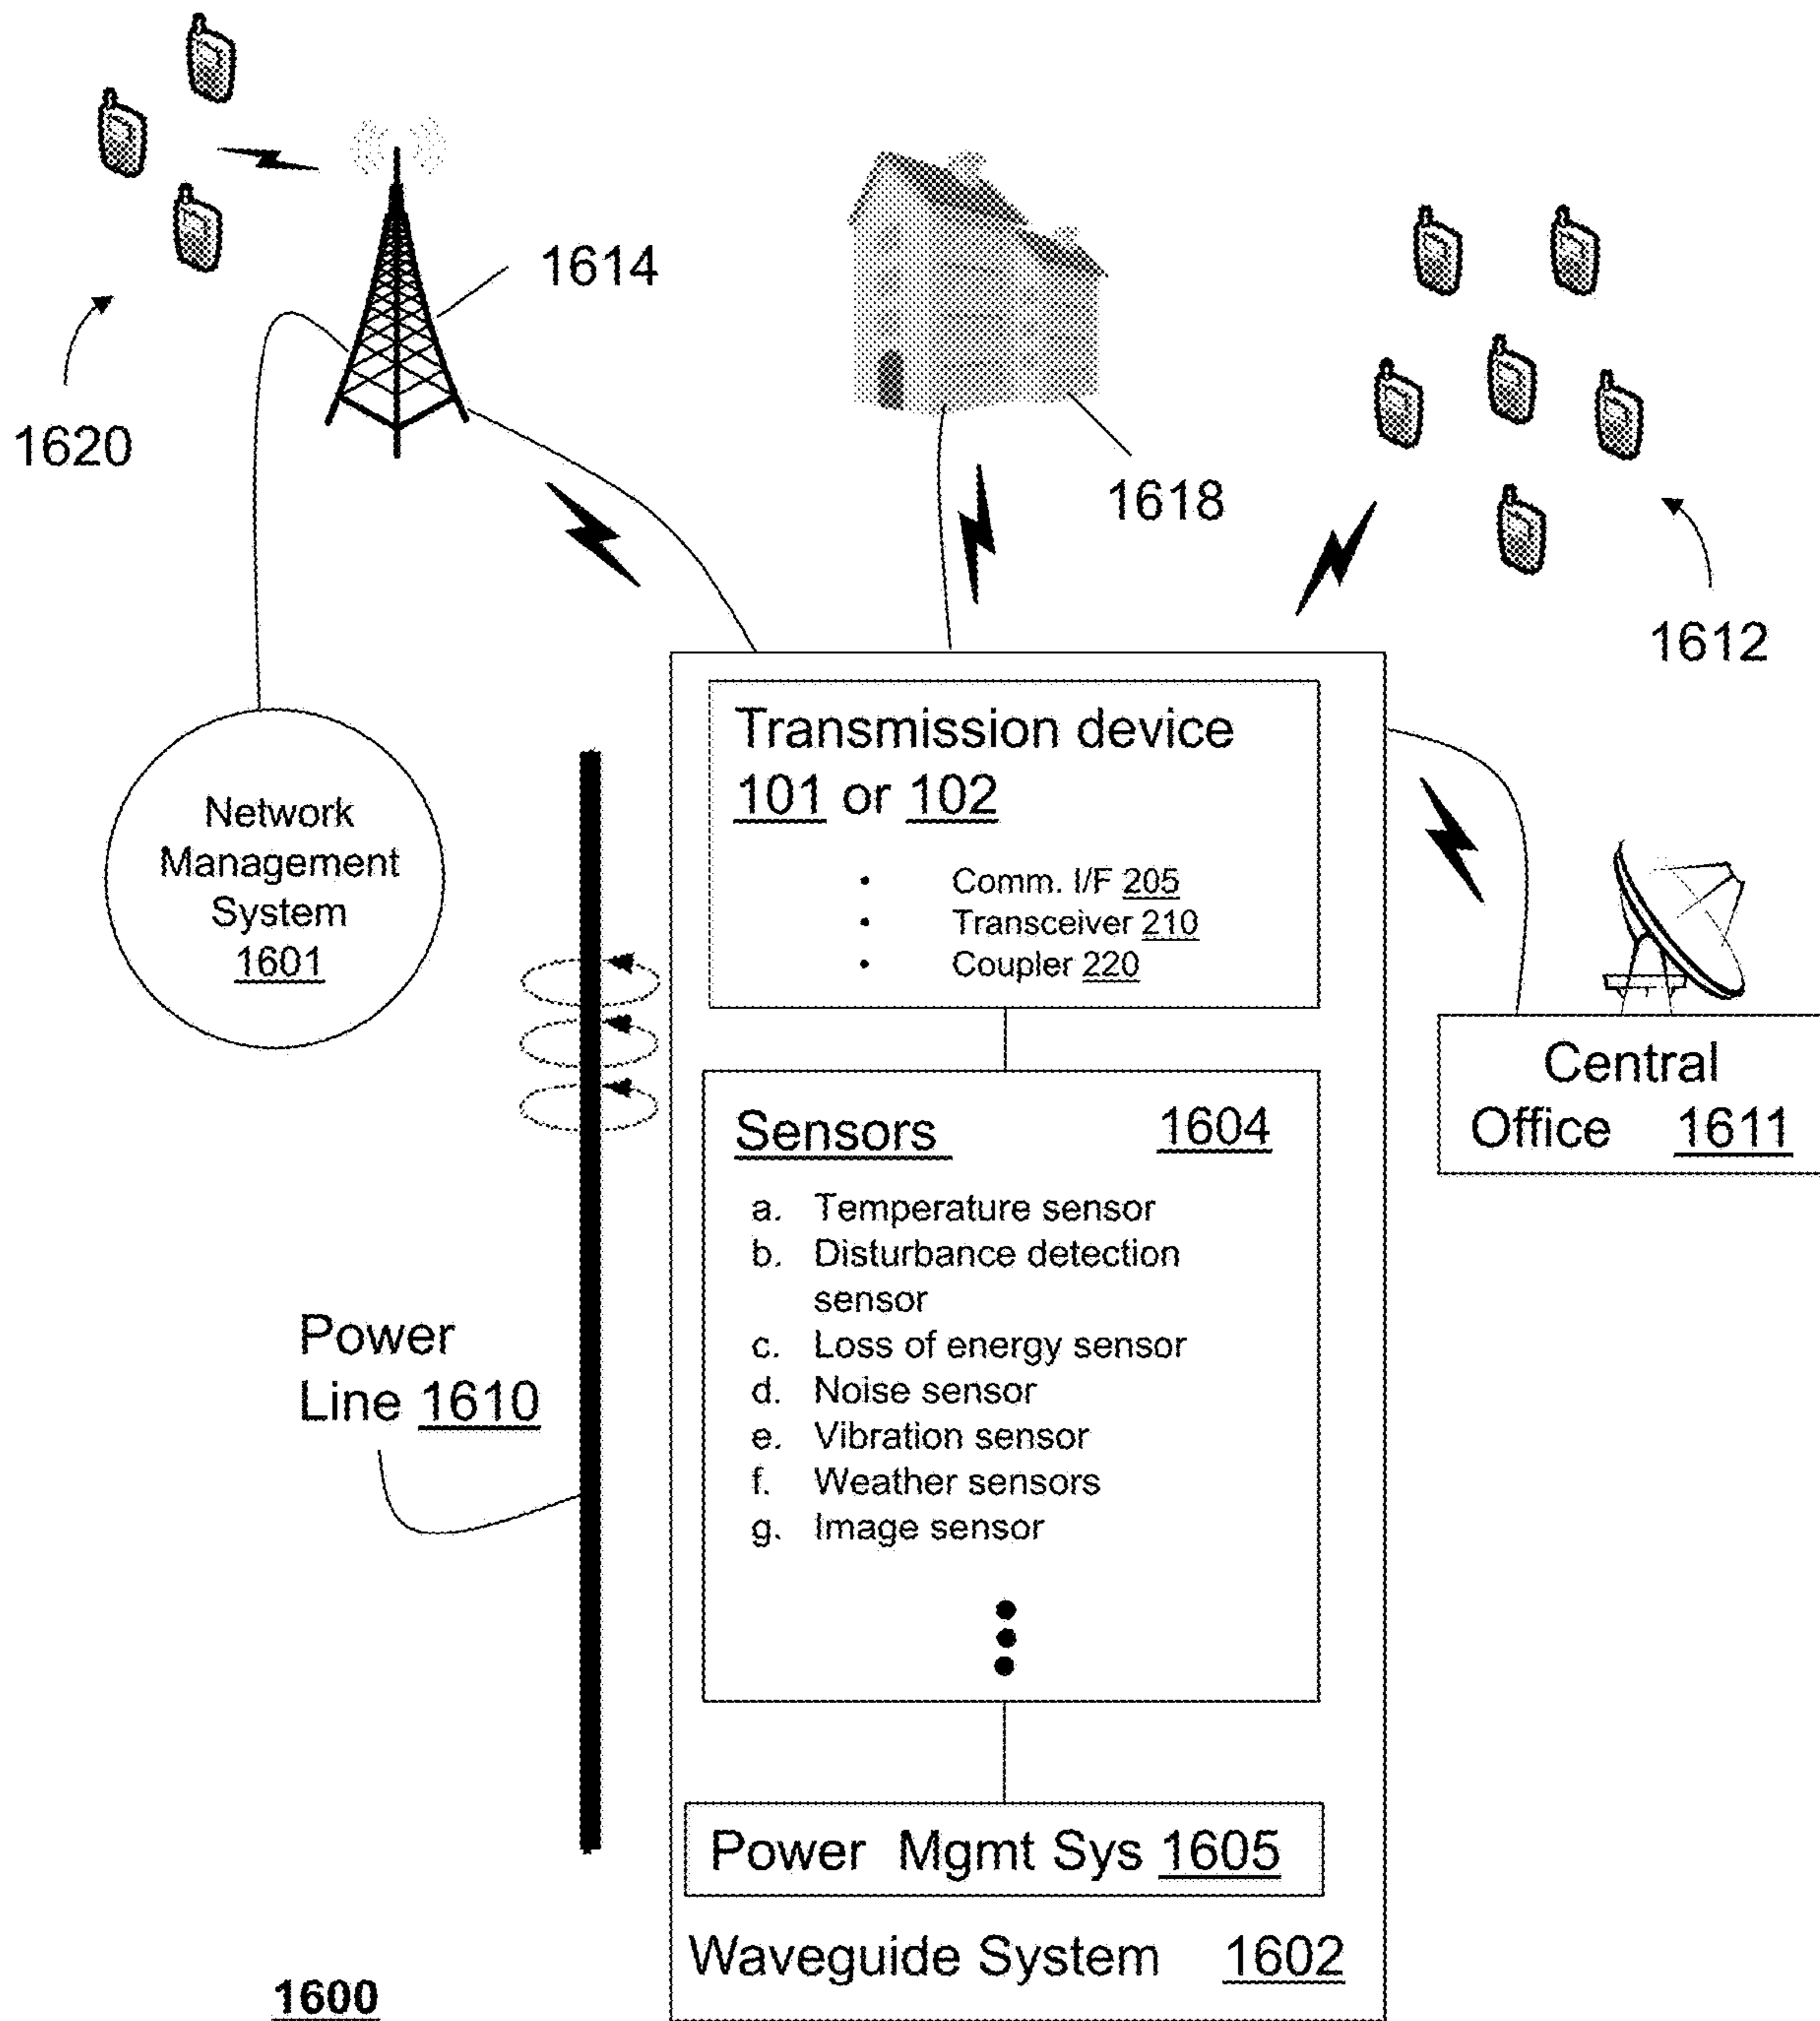 1614
1620
1618
1612
Network
Management
System
1601
Transmission device
101 or 102
• Comm. I/F 205
• Transceiver 210
• Coupler 220
Central
Office 1611
Sensors 1604
a. Temperature sensor
b. Disturbance detection
sensor
c. Loss of energy sensor
d. Noise sensor
e. Vibration sensor
f. Weather sensors
g. Image sensor
Power
Line 1610
Power Mgmt Sys 1605
Waveguide System 1602
1600